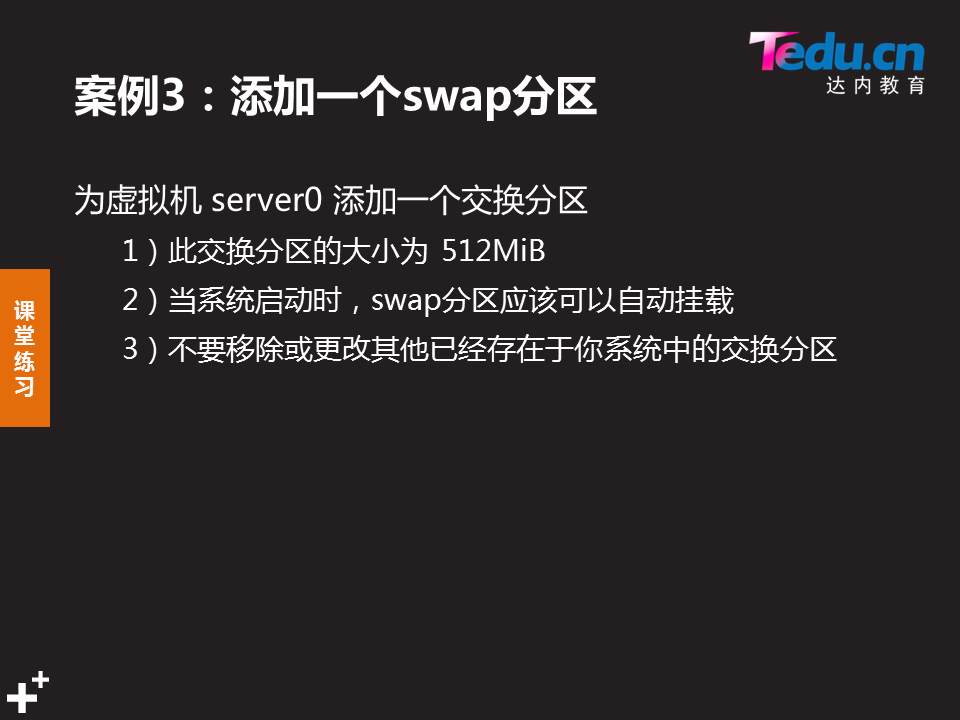 Tedu.cn
达内教育
案例3：添加一个swap分区
为虚拟机 server0 添加一个交换分区
1）此交换分区的大小为 512MiB
2）当系统启动时，swap分区应该可以自动挂载
3）不要移除或更改其他已经存在于你系统中的交换分区
课
堂
练
习